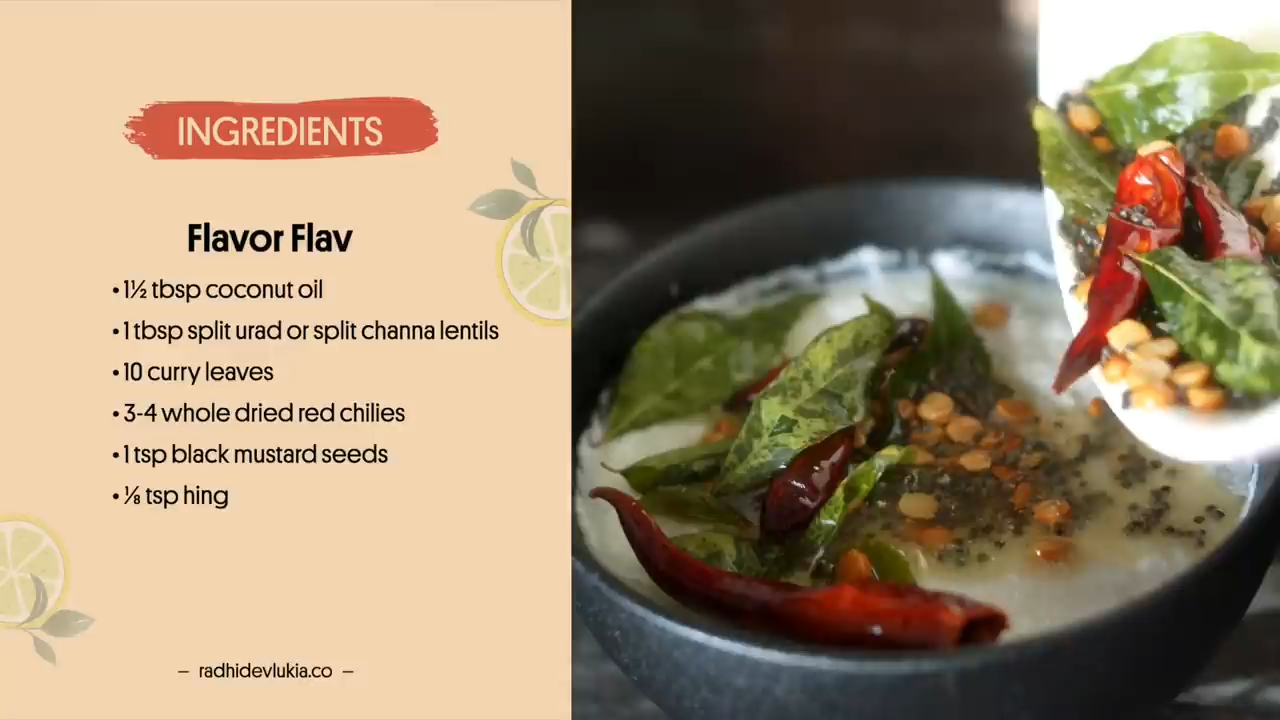 INGREDIENTS
Flavor Flav
• 1½ tbsp coconut oil
• 1 tbsp split urad or split channa lentils
• 10 curry leaves
• 3-4 whole dried red chilies
• 1 tsp black mustard seeds
• ⅛ tsp hing
– radhidevlukia.co –